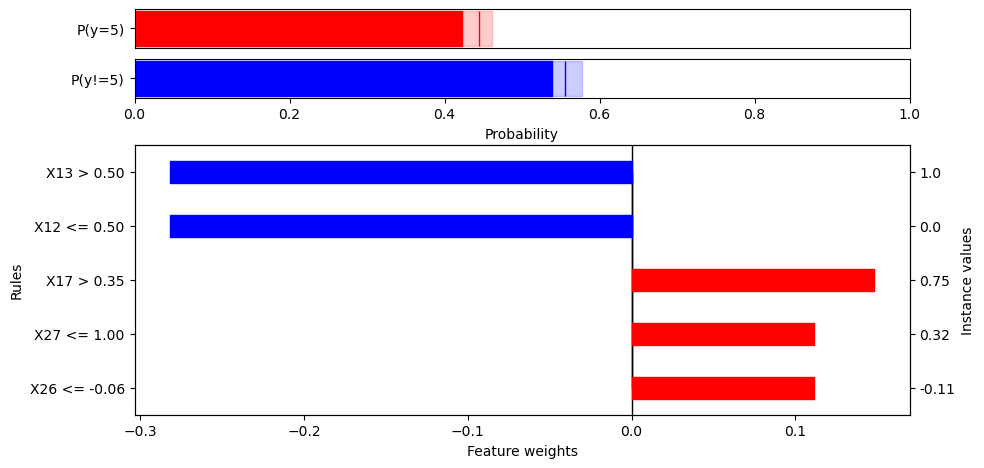 P(y=5)
P(y!=5)
0.0 0.2 0.4 0.6 0.8 1.0
Probability
X13 > 0.50 1.0
X12 <= 0.50 0.0
X17 > 0.35 0.75
X27 <= 1.00 0.32
X26 <= -0.06 -0.11
Rules
Instance values
−0.3 −0.2 −0.1 0.0 0.1
Feature weights